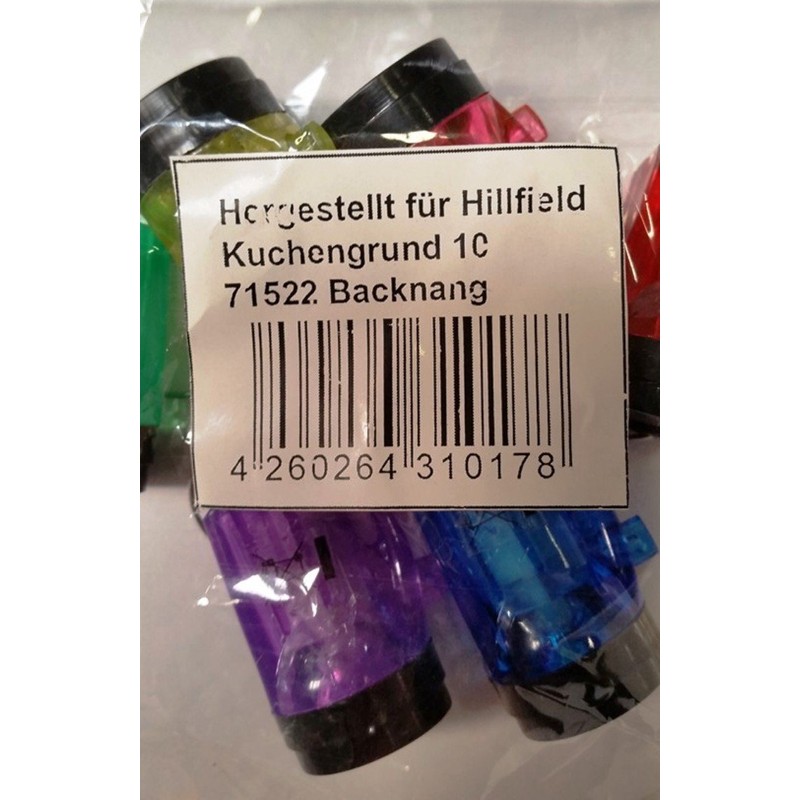 Hergestellt für Hillfield
Kuchengrund 10
71522 Backnang
4 260264 310178